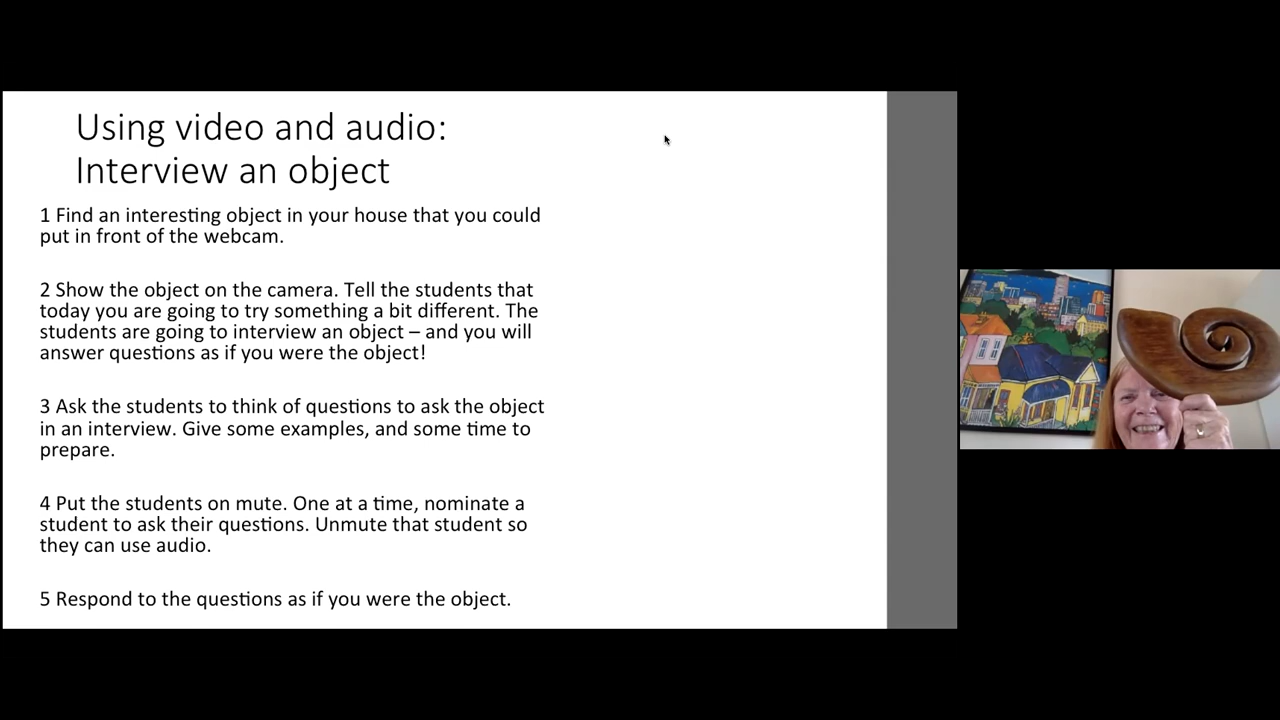 Using video and audio:
Interview an object
1 Find an interesting object in your house that you could
put in front of the webcam.
2 Show the object on the camera. Tell the students that
today you are going to try something a bit different. The
students are going to interview an object – and you will
answer questions as if you were the object!
3 Ask the students to think of questions to ask the object
in an interview. Give some examples, and some time to
prepare.
4 Put the students on mute. One at a time, nominate a
student to ask their questions. Unmute that student so
they can use audio.
5 Respond to the questions as if you were the object.